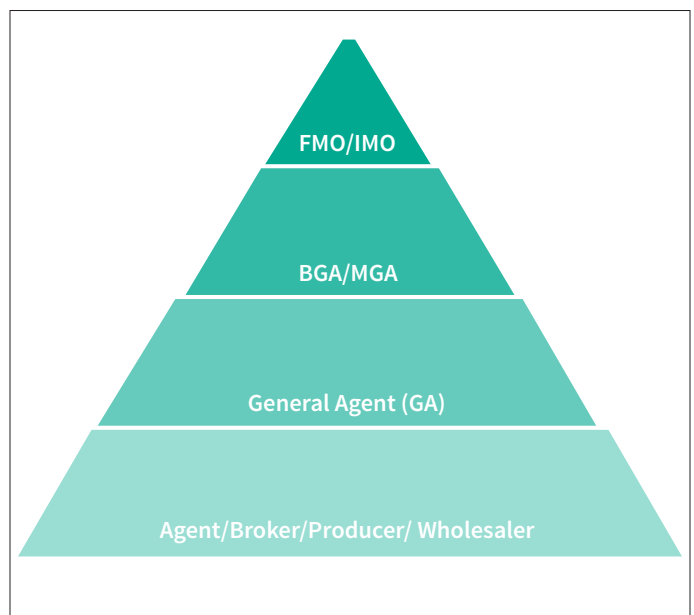 FMO/IMO
BGA/MGA
General Agent (GA)
Agent/Broker/Producer/ Wholesaler